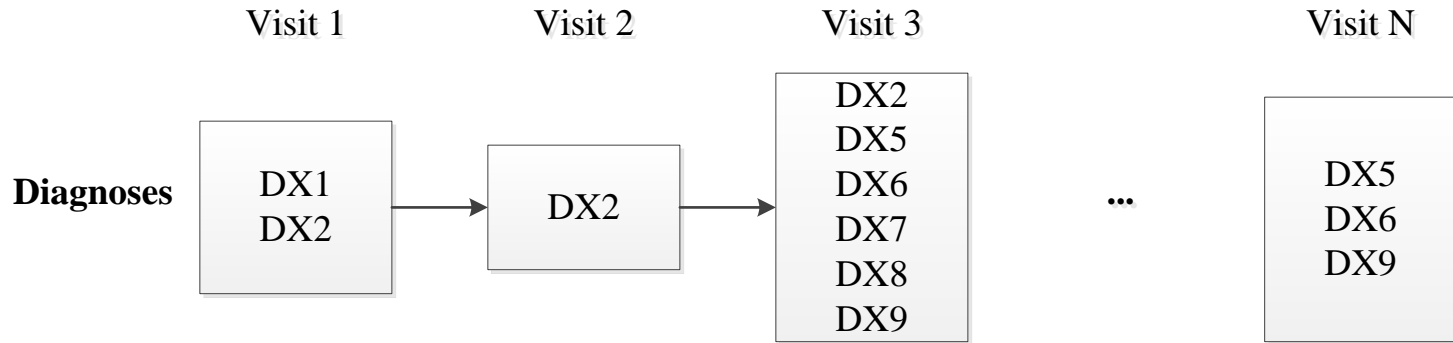 Visit 1
Visit 2
Visit 3
Visit N
Diagnoses
DX1
DX2
DX2
DX2
DX5
DX6
DX7
DX8
DX9
...
DX5
DX6
DX9